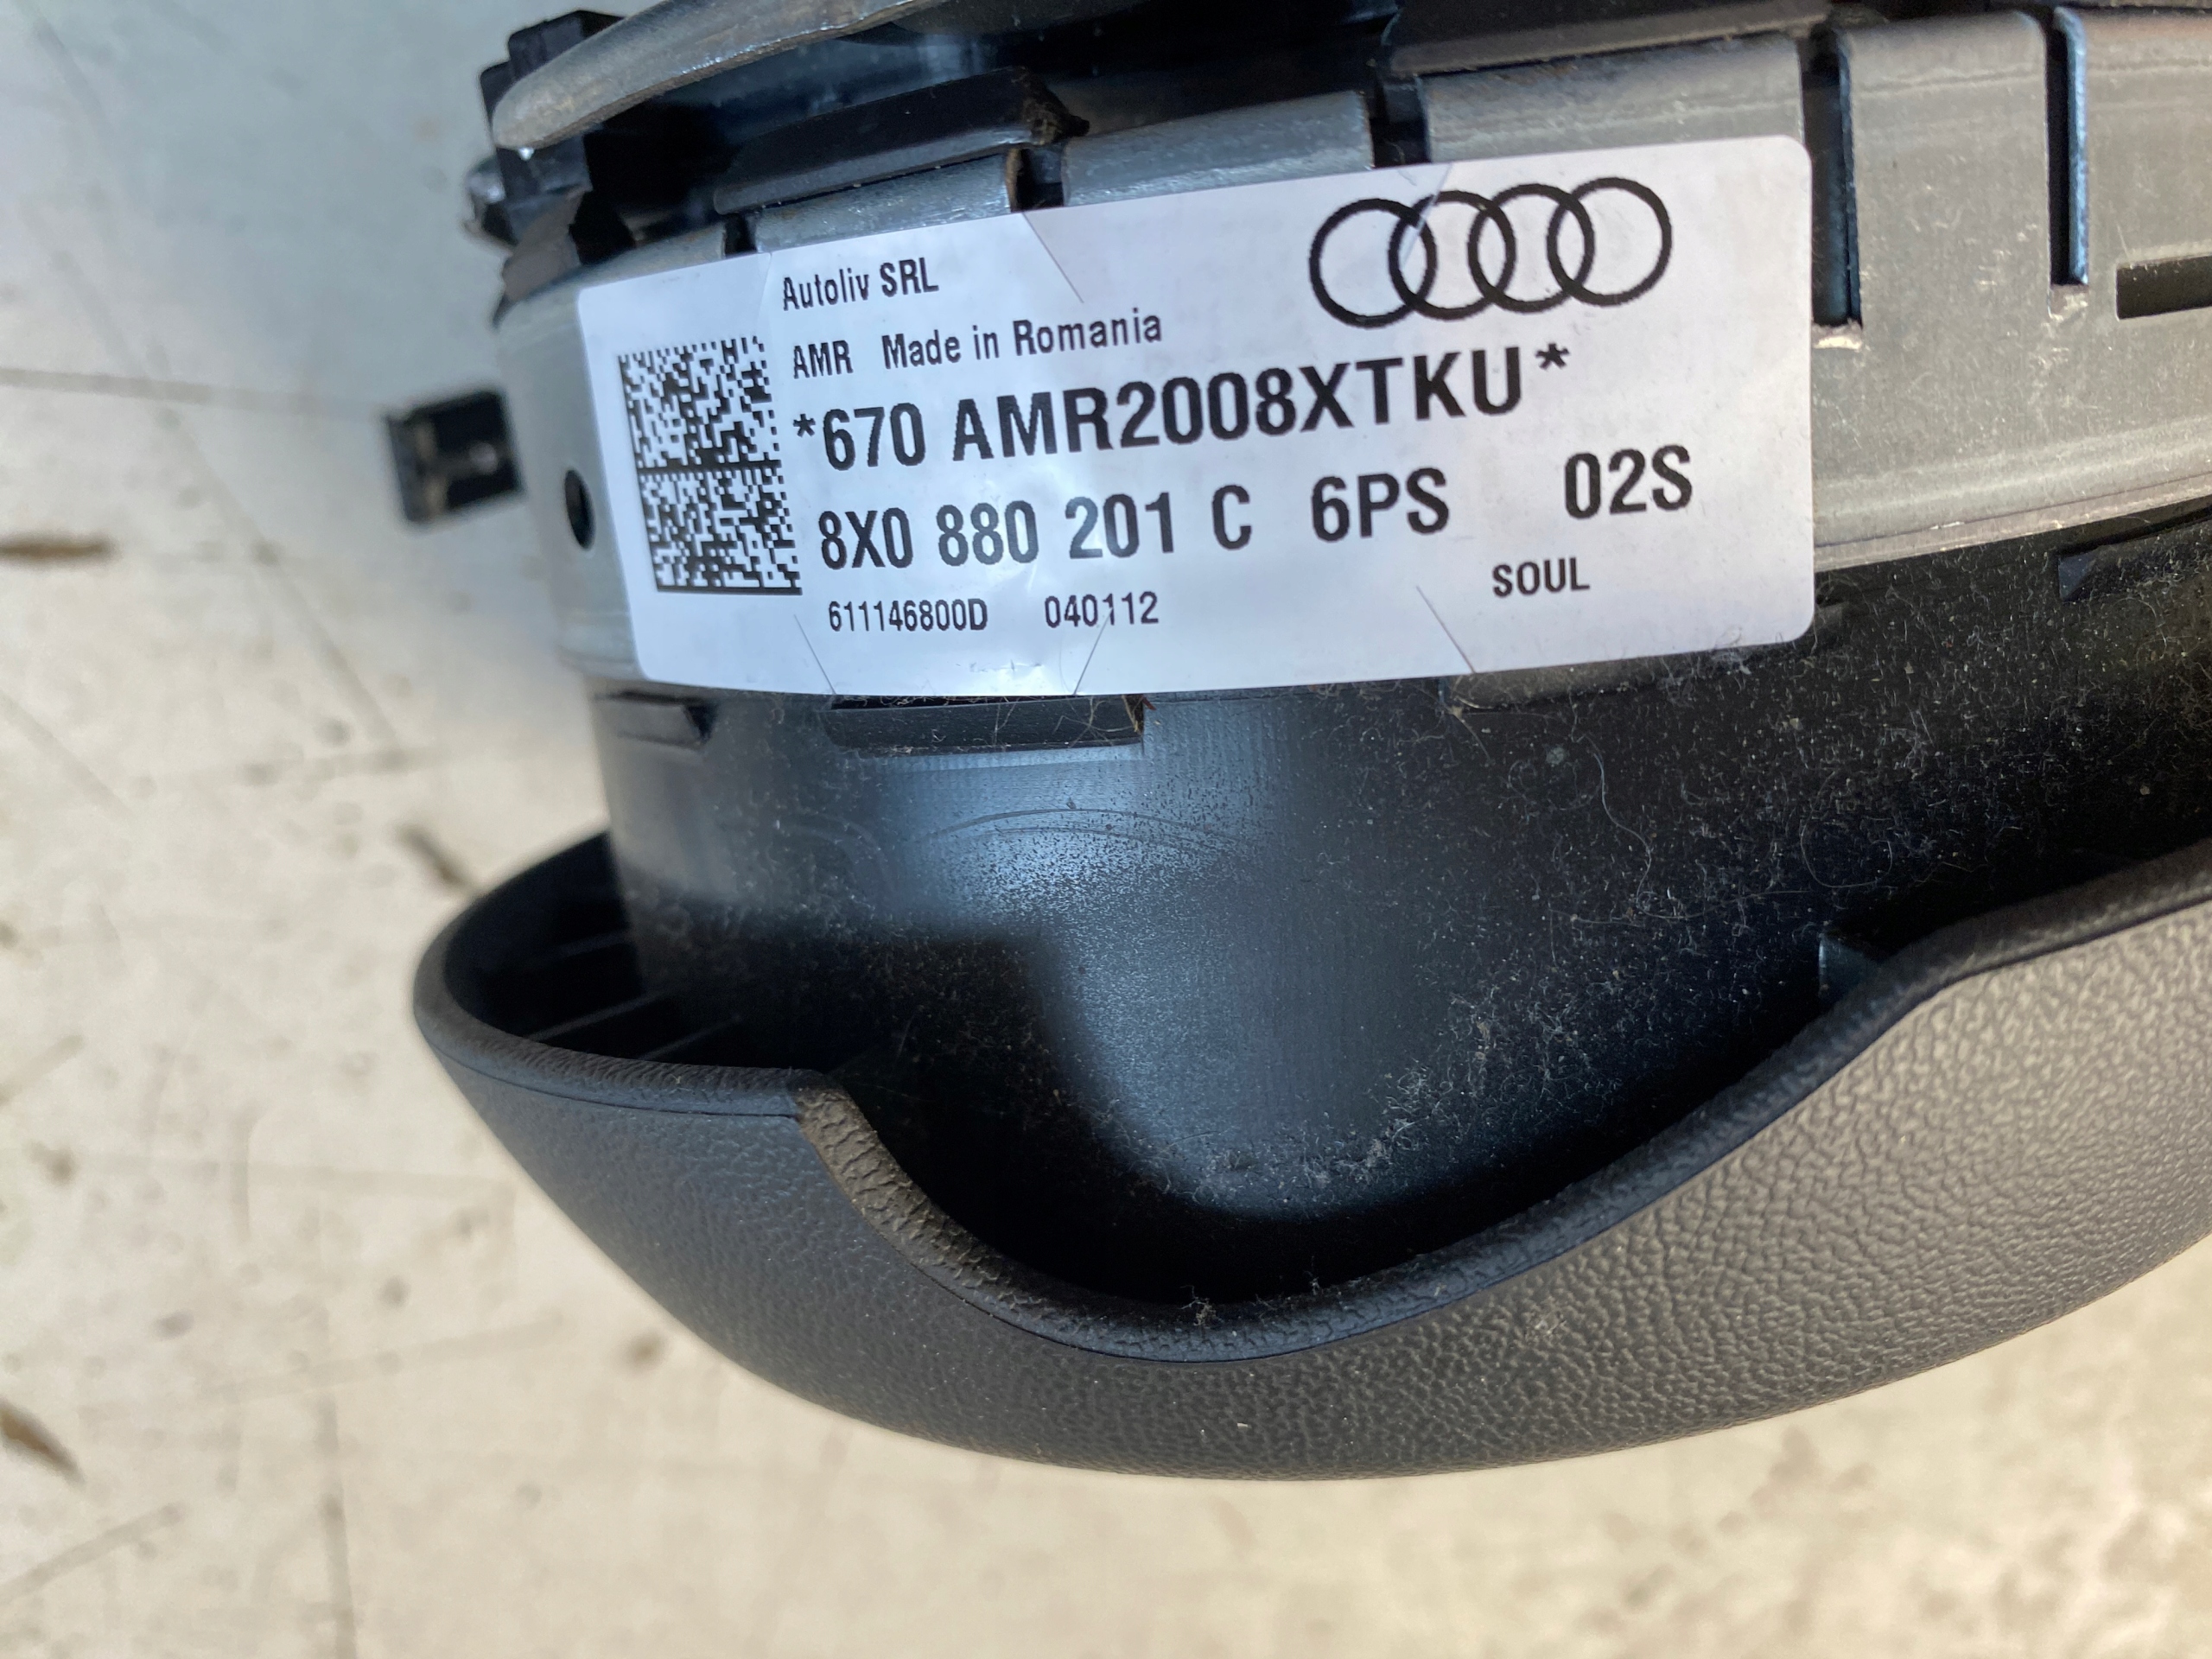 Autoliv SRL
AMR Made in Romania
*670 AMR2008XTKU*
8X0 880 201 C 6PS 02S
611146800D 040112 SOUL